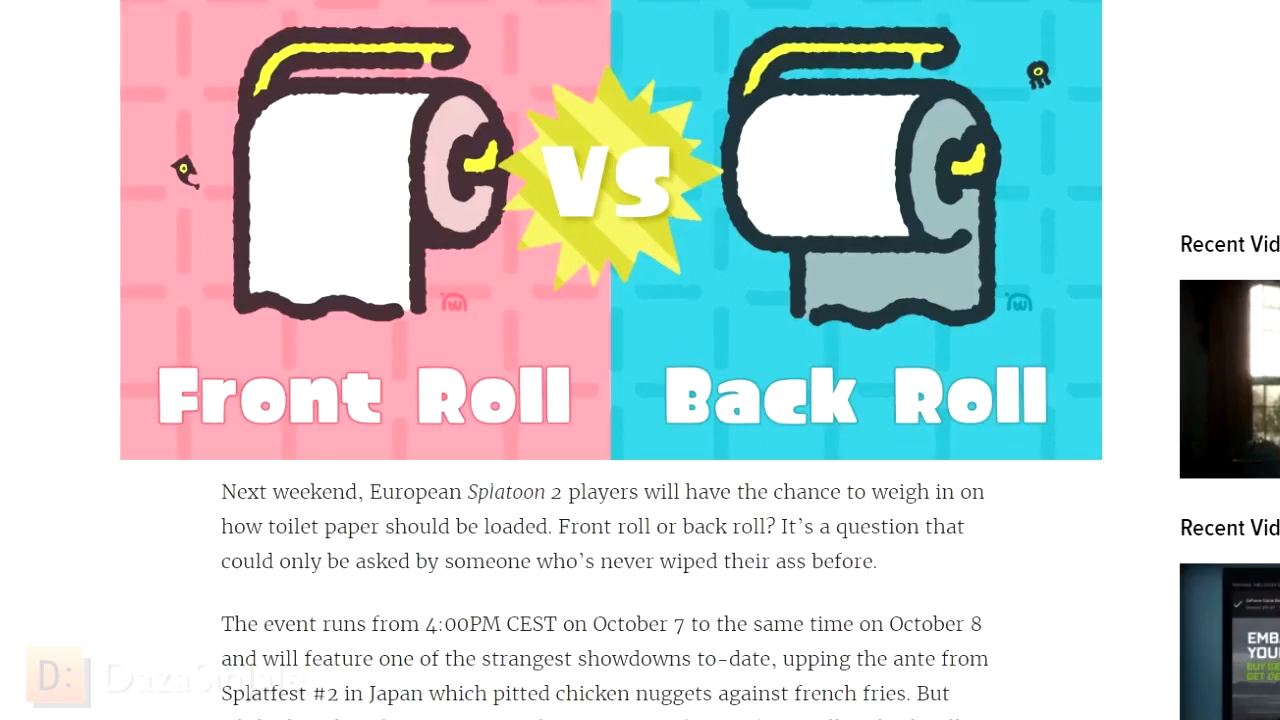 VS
Front Roll
Back Roll
Next weekend, European Splatoon 2 players will have the chance to weigh in on
how toilet paper should be loaded. Front roll or back roll? It’s a question that
could only be asked by someone who’s never wiped their ass before.
The event runs from 4:00PM CEST on October 7 to the same time on October 8
and will feature one of the strangest showdowns to-date, upping the ante from
Splatfest #2 in Japan which pitted chicken nuggets against french fries. But
Recent Vid
Recent Vid
EMB
YOU
D: